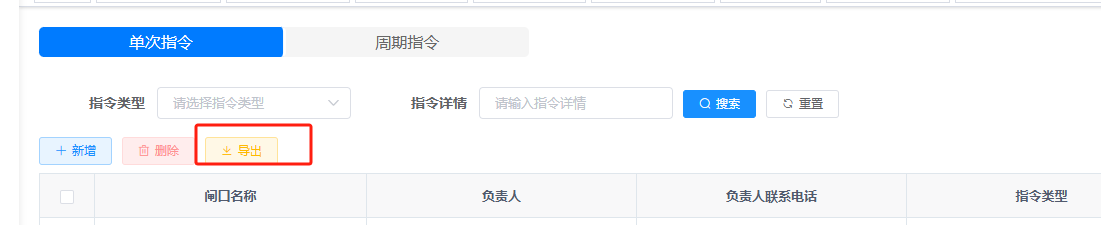 单次指令 周期指令
指令类型 请选择指令类型 指令详情 请输入指令详情 搜索 重置
新增 删除 导出
闸口名称 负责人 负责人联系电话 指令类型